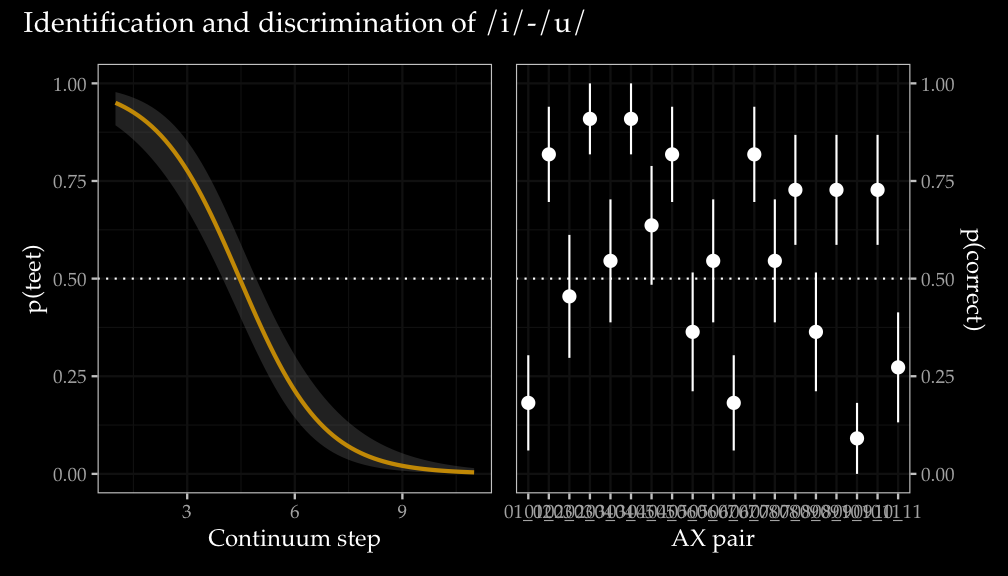 Identification and discrimination of /i/-/u/
p(teet)
1.00
0.75
0.50
0.25
0.00
3 6 9
Continuum step
1.00
0.75
0.50
0.25
0.00
p(correct)
AX pair